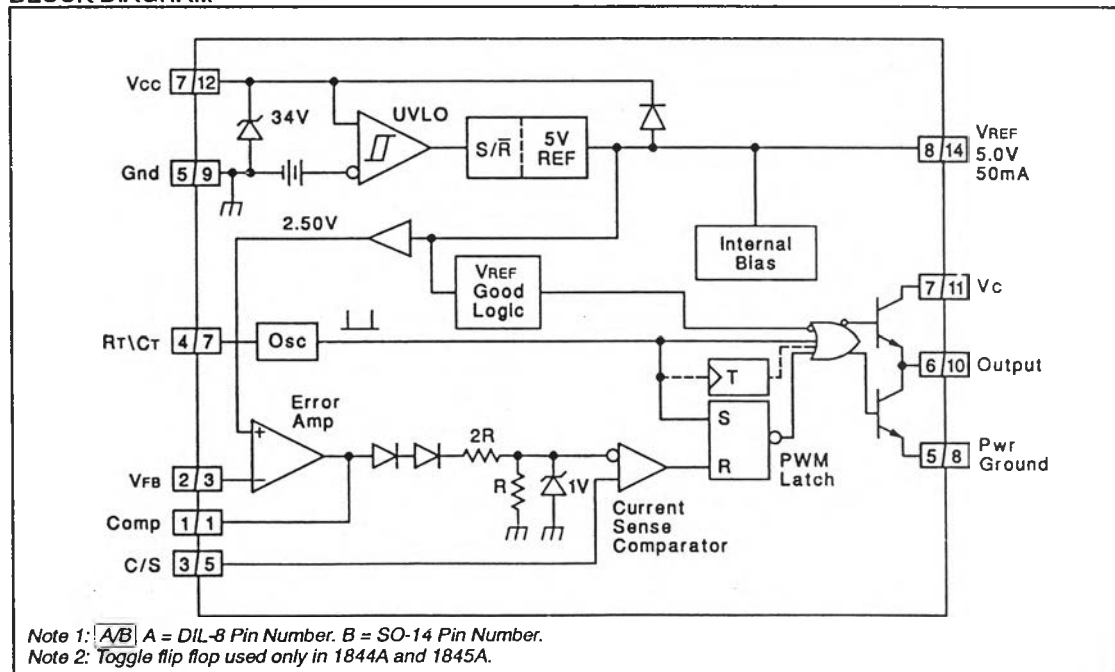 BLOCK DIAGRAM
Vcc 7/12
34V
UVLO
S/R̅
5V
REF
8/14
VREF
5.0V
50mA
Gnd 5/9
2.50V
VREF
Good
Logic
Internal
Bias
7/11 Vc
RT\CT 4/7
Osc
T
6/10 Output
Error
Amp
+
−
2R
R
1V
S
R
PWM
Latch
5/8
Pwr
Ground
VFB 2/3
Comp 1/1
C/S 3/5
Current
Sense
Comparator
Note 1: A/B A = DIL-8 Pin Number. B = SO-14 Pin Number.
Note 2: Toggle flip flop used only in 1844A and 1845A.